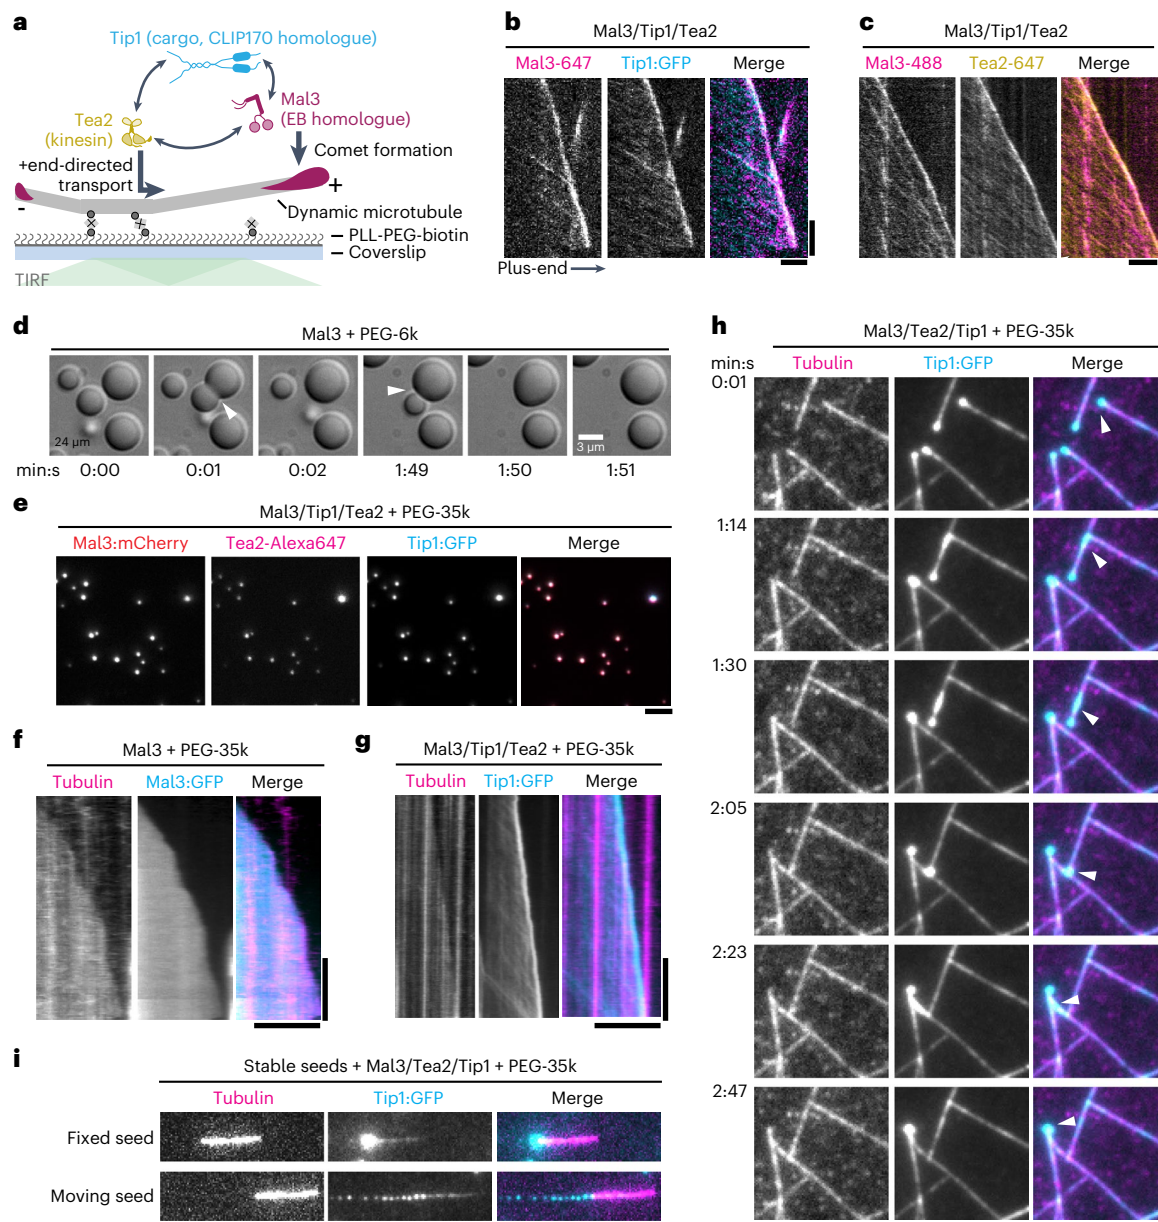 a
Tip1 (cargo, CLIP170 homologue)
Mal3
(EB homologue)
Tea2
(kinesin)
Comet formation
+end-directed
transport
+
-
Dynamic microtubule
PLL-PEG-biotin
Coverslip
TIRF
b
Mal3/Tip1/Tea2
Mal3-647 Tip1:GFP Merge
Plus-end
c
Mal3/Tip1/Tea2
Mal3-488 Tea2-647 Merge
d
Mal3 + PEG-6k
24 µm
3 µm
min:s 0:00 0:01 0:02 1:49 1:50 1:51
e
Mal3/Tip1/Tea2 + PEG-35k
Mal3:mCherry Tea2-Alexa647 Tip1:GFP Merge
f
Mal3 + PEG-35k
Tubulin Mal3:GFP Merge
g
Mal3/Tip1/Tea2 + PEG-35k
Tubulin Tip1:GFP Merge
h
Mal3/Tea2/Tip1 + PEG-35k
min:s Tubulin Tip1:GFP Merge
0:01
1:14
1:30
2:05
2:23
2:47
i
Stable seeds + Mal3/Tea2/Tip1 + PEG-35k
Tubulin Tip1:GFP Merge
Fixed seed
Moving seed